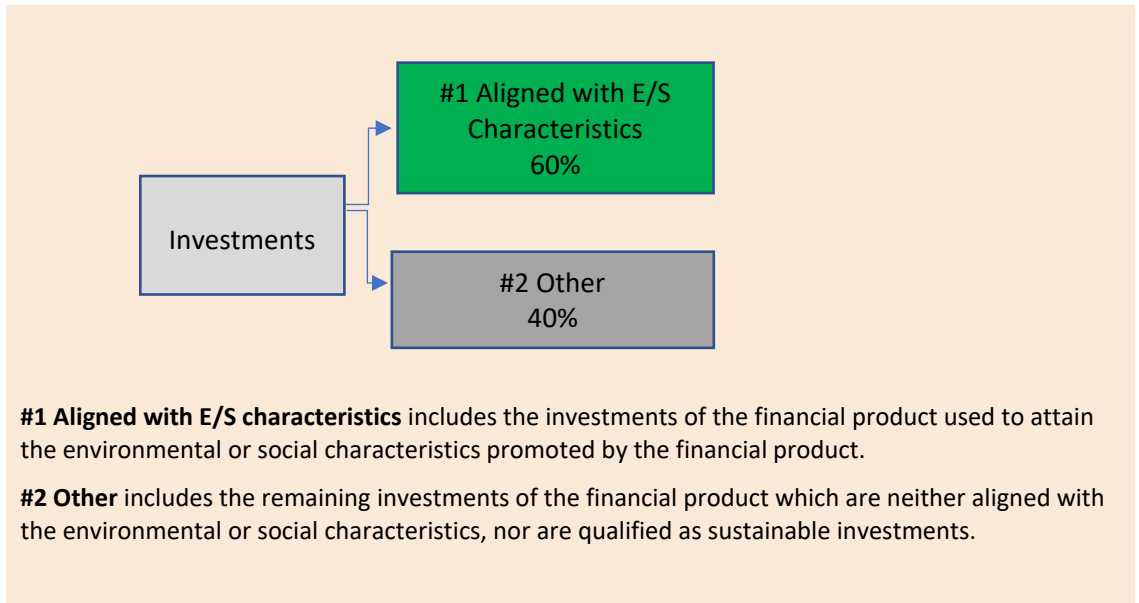 #1 Aligned with E/S
Characteristics
60%
Investments
#2 Other
40%
#1 Aligned with E/S characteristics includes the investments of the financial product used to attain
the environmental or social characteristics promoted by the financial product.
#2 Other includes the remaining investments of the financial product which are neither aligned with
the environmental or social characteristics, nor are qualified as sustainable investments.